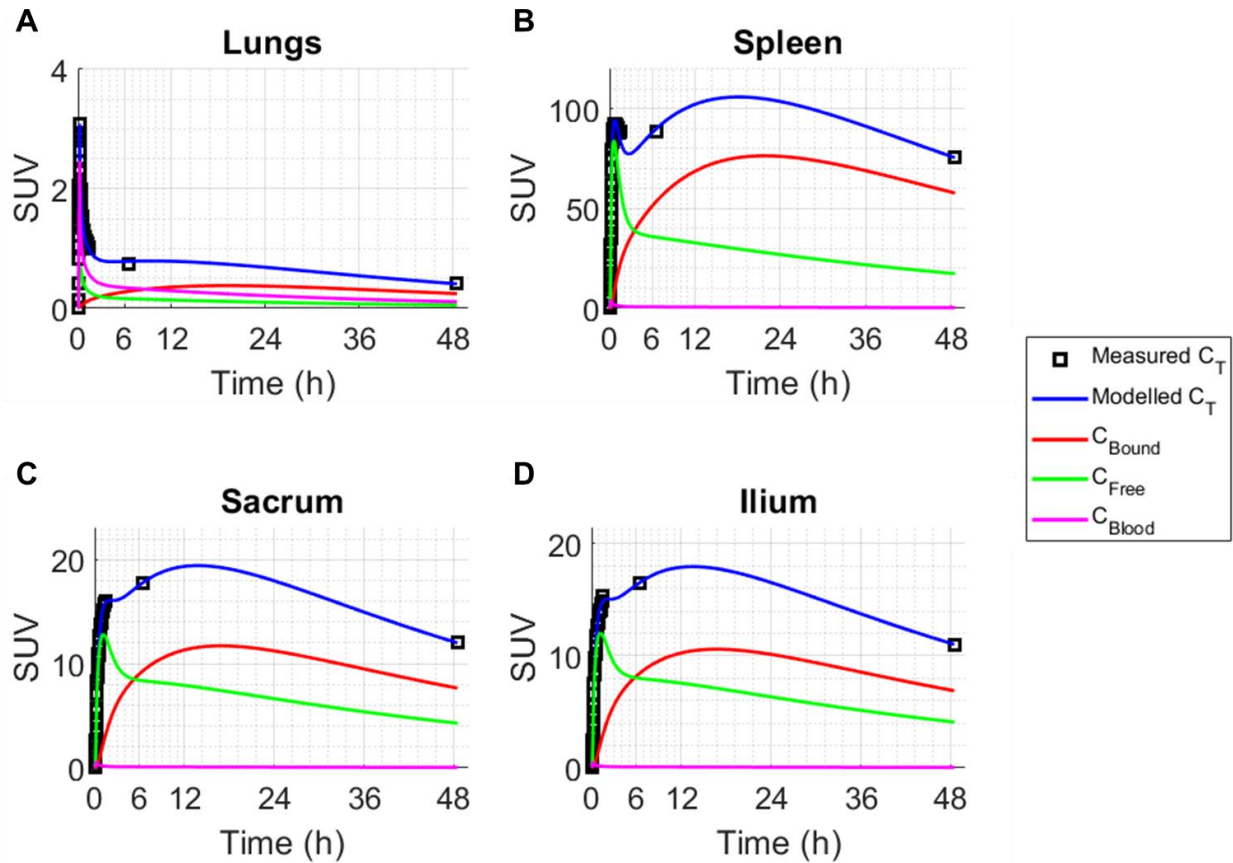 A
Lungs
SUV
4
2
0
0 6 12 24 36 48
Time (h)
B
Spleen
SUV
100
50
0
0 6 12 24 36 48
Time (h)
Measured C_T
Modelled C_T
C_Bound
C_Free
C_Blood
C
Sacrum
SUV
20
10
0
0 6 12 24 36 48
Time (h)
D
Ilium
SUV
20
10
0
0 6 12 24 36 48
Time (h)